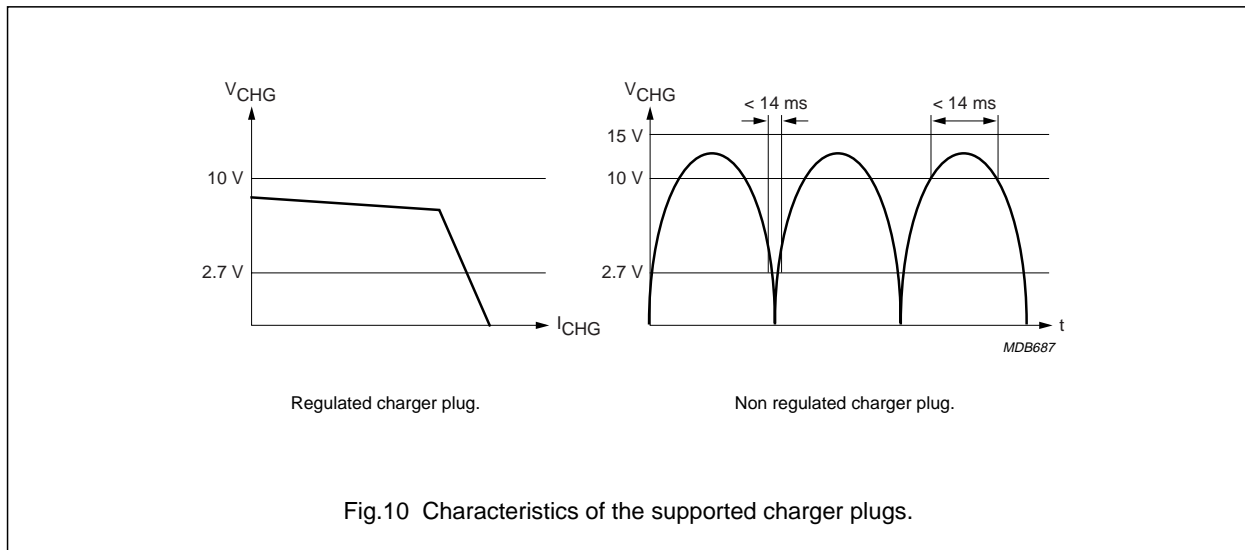 VCHG
10 V
2.7 V
ICHG
Regulated charger plug.
VCHG
< 14 ms
< 14 ms
15 V
10 V
2.7 V
t
MDB687
Non regulated charger plug.
Fig.10 Characteristics of the supported charger plugs.